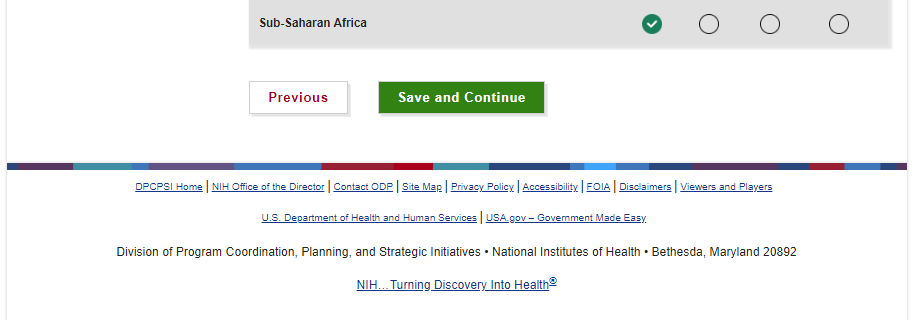 Sub-Saharan Africa
Previous
Save and Continue
DPCPSI Home | NIH Office of the Director | Contact ODP | Site Map | Privacy Policy | Accessibility | FOIA | Disclaimers | Viewers and Players
U.S. Department of Health and Human Services | USA.gov – Government Made Easy
Division of Program Coordination, Planning, and Strategic Initiatives • National Institutes of Health • Bethesda, Maryland 20892
NIH…Turning Discovery Into Health®